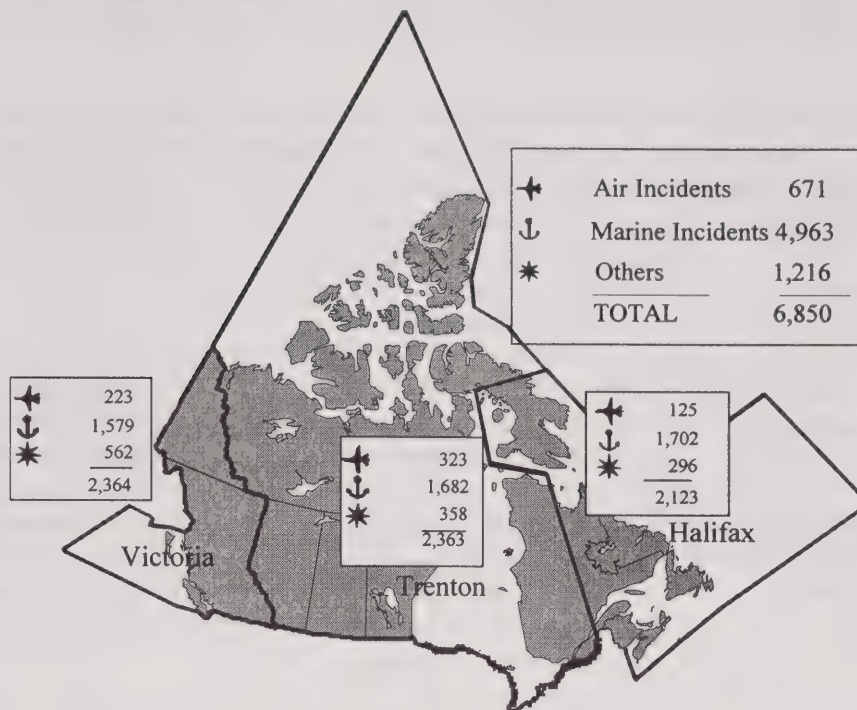 Air Incidents 671
Marine Incidents 4,963
Others 1,216
TOTAL 6,850
223
1,579
562
2,364
Victoria
323
1,682
358
2,363
Trenton
125
1,702
296
2,123
Halifax